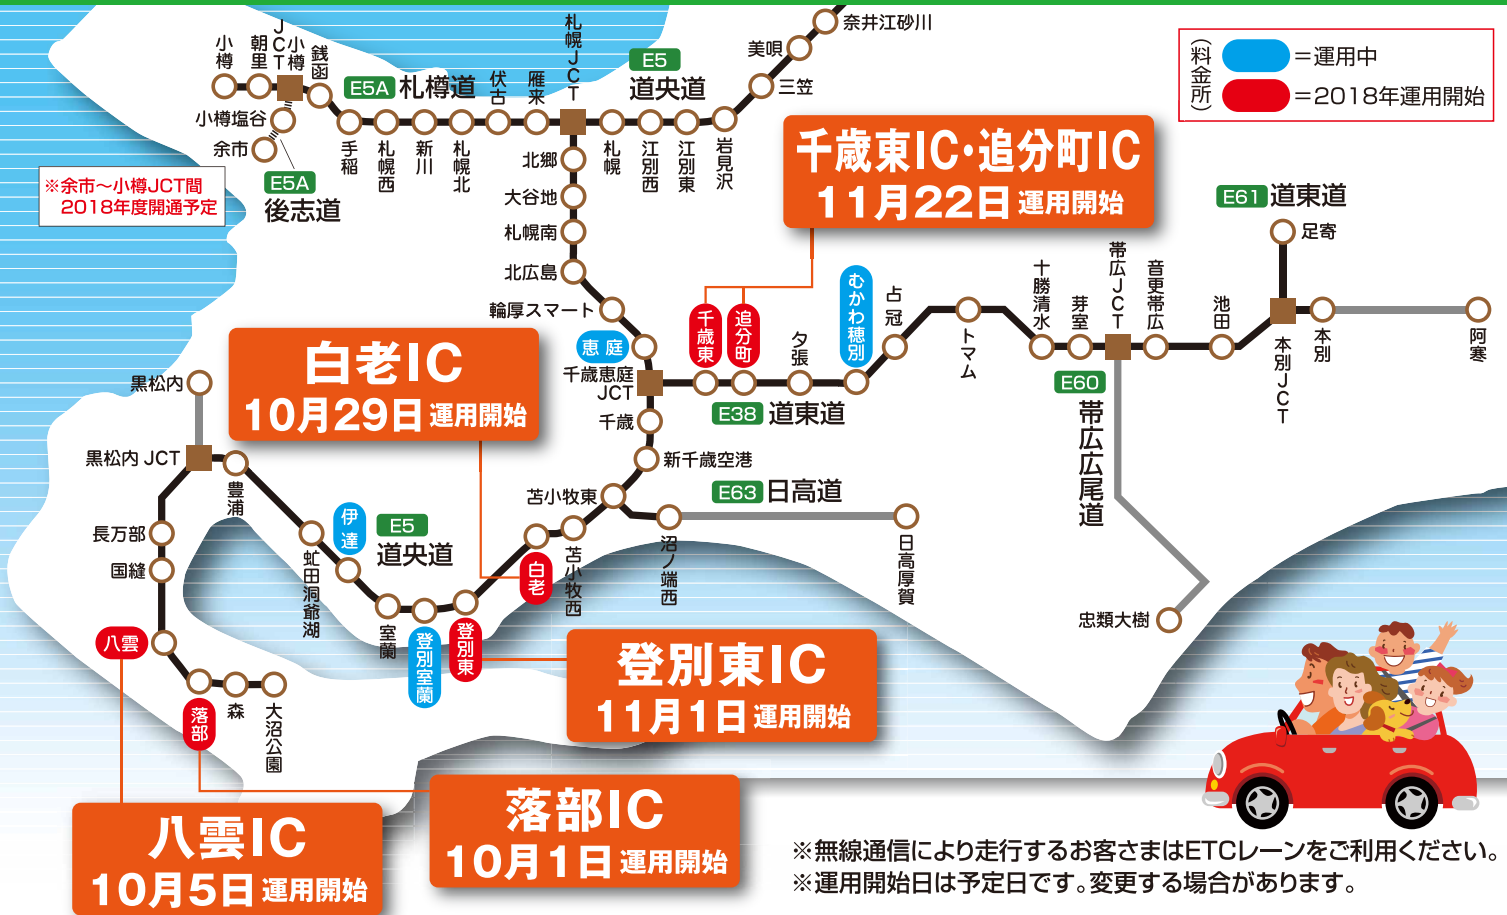 奈井江砂川
美唄
三笠
岩見沢
江別東
江別西
札幌
札幌JCT
E5
道央道
雁来
伏古
札幌北
新川
札幌西
手稲
E5A 札樽道
銭函
小樽JCT
朝里
小樽
小樽塩谷
余市
E5A
後志道
※余市～小樽JCT間
2018年度開通予定
(料金所)
＝運用中
＝2018年運用開始
北郷
大谷地
札幌南
北広島
輪厚スマート
恵庭
千歳恵庭
JCT
千歳
新千歳空港
苫小牧東
千歳東IC・追分町IC
11月22日 運用開始
千歳東
追分町
夕張
むかわ穂別
占冠
トマム
十勝清水
芽室
帯広JCT
音更帯広
池田
本別JCT
本別
足寄
阿寒
E61 道東道
E38 道東道
E60
帯広広尾道
忠類大樹
E63 日高道
沼ノ端西
日高厚賀
白老IC
10月29日 運用開始
黒松内
黒松内 JCT
豊浦
虻田洞爺湖
伊達
E5
道央道
室蘭
登別室蘭
登別東
白老
苫小牧西
長万部
国縫
八雲
落部
森
大沼公園
登別東IC
11月1日 運用開始
落部IC
10月1日 運用開始
八雲IC
10月5日 運用開始
※無線通信により走行するお客さまはETCレーンをご利用ください。
※運用開始日は予定日です。変更する場合があります。